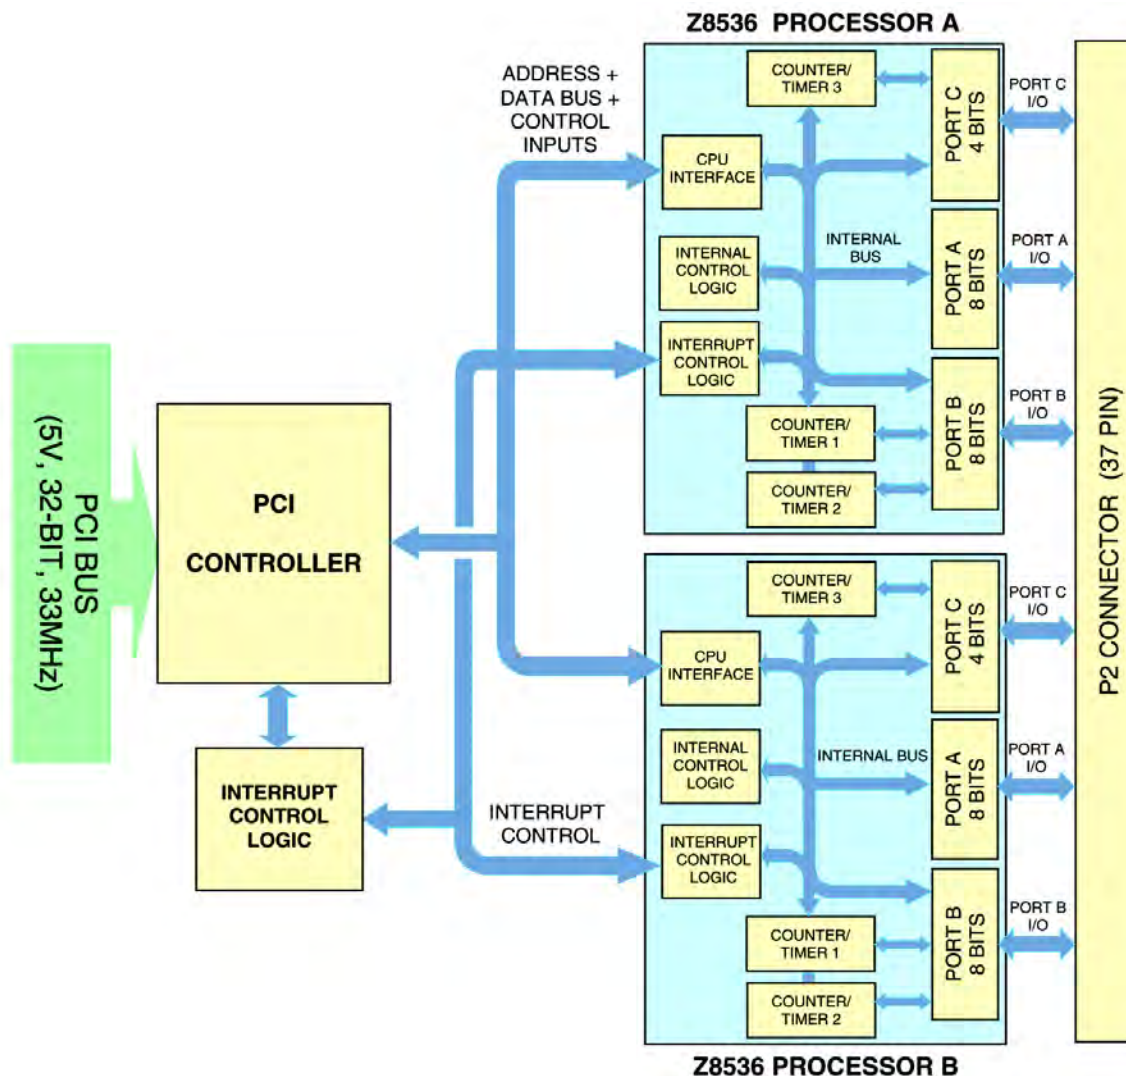 Z8536 PROCESSOR A
ADDRESS +
DATA BUS +
CONTROL
INPUTS
COUNTER/
TIMER 3
PORT C
4 BITS
PORT C
I/O
CPU
INTERFACE
INTERNAL
CONTROL
LOGIC
INTERNAL
BUS
PORT A
8 BITS
PORT A
I/O
INTERRUPT
CONTROL
LOGIC
COUNTER/
TIMER 1
COUNTER/
TIMER 2
PORT B
8 BITS
PORT B
I/O
PCI BUS
(5V, 32-BIT, 33MHz)
PCI
CONTROLLER
INTERRUPT
CONTROL
LOGIC
INTERRUPT
CONTROL
COUNTER/
TIMER 3
PORT C
4 BITS
PORT C
I/O
CPU
INTERFACE
INTERNAL
CONTROL
LOGIC
INTERNAL BUS
PORT A
8 BITS
PORT A
I/O
INTERRUPT
CONTROL
LOGIC
COUNTER/
TIMER 1
COUNTER/
TIMER 2
PORT B
8 BITS
PORT B
I/O
P2 CONNECTOR (37 PIN)
Z8536 PROCESSOR B